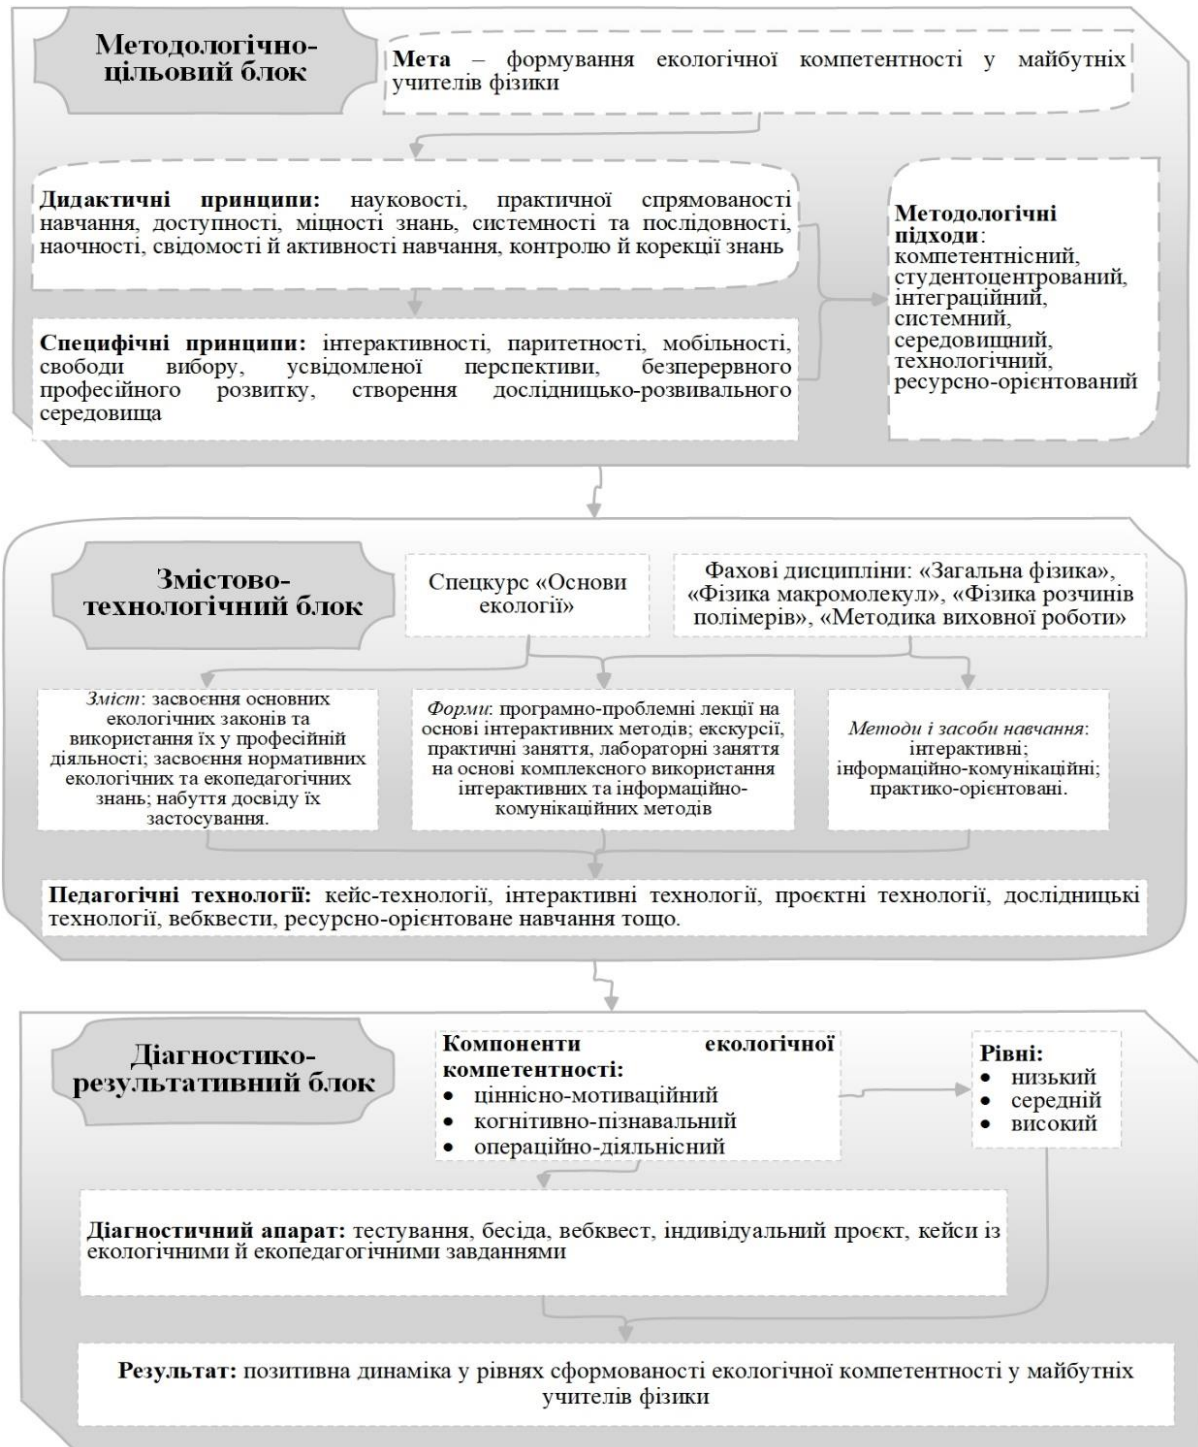 Методологічно-
цільовий блок
Мета – формування екологічної компетентності у майбутніх
учителів фізики
Дидактичні принципи: науковості, практичної спрямованості
навчання, доступності, міцності знань, системності та послідовності,
наочності, свідомості й активності навчання, контролю й корекції знань
Методологічні
підходи:
компетентнісний,
студентоцентрований,
інтеграційний,
системний,
середовищний,
технологічний,
ресурсно-орієнтований
Специфічні принципи: інтерактивності, паритетності, мобільності,
свободи вибору, усвідомленої перспективи, безперервного
професійного розвитку, створення дослідницько-розвивального
середовища
Змістово-
технологічний блок
Спецкурс «Основи
екології»
Фахові дисципліни: «Загальна фізика»,
«Фізика макромолекул», «Фізика розчинів
полімерів», «Методика виховної роботи»
Зміст: засвоєння основних
екологічних законів та
використання їх у професійній
діяльності; засвоєння нормативних
екологічних та екопедагогічних
знань; набуття досвіду їх
застосування.
Форми: програмно-проблемні лекції на
основі інтерактивних методів; екскурсії,
практичні заняття, лабораторні заняття
на основі комплексного використання
інтерактивних та інформаційно-
комунікаційних методів
Методи і засоби навчання:
інтерактивні;
інформаційно-комунікаційні;
практико-орієнтовані.
Педагогічні технології: кейс-технології, інтерактивні технології, проєктні технології, дослідницькі
технології, вебквести, ресурсно-орієнтоване навчання тощо.
Діагностико-
результативний блок
Компоненти екологічної
компетентності:
• ціннісно-мотиваційний
• когнітивно-пізнавальний
• операційно-діяльнісний
Рівні:
• низький
• середній
• високий
Діагностичний апарат: тестування, бесіда, вебквест, індивідуальний проєкт, кейси із
екологічними й екопедагогічними завданнями
Результат: позитивна динаміка у рівнях сформованості екологічної компетентності у майбутніх
учителів фізики